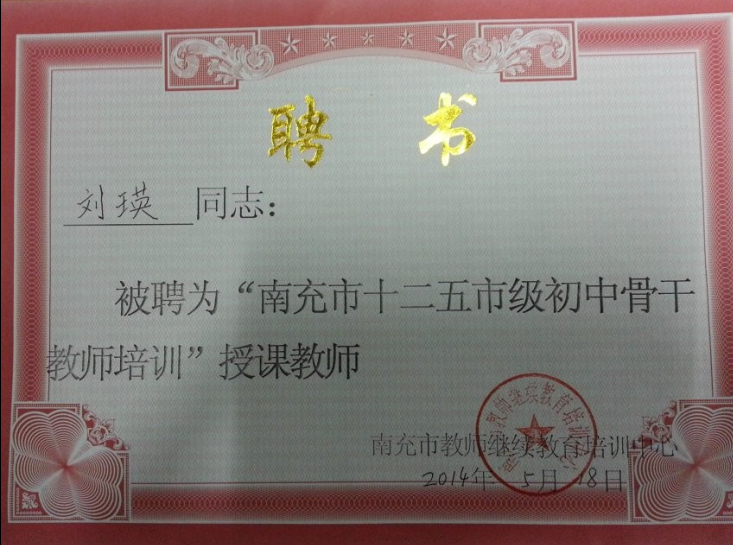 聘书
刘瑛 同志：
被聘为“南充市十二五市级初中骨干
教师培训”授课教师
南充市教师继续教育培训中心
2014年 5月 18日